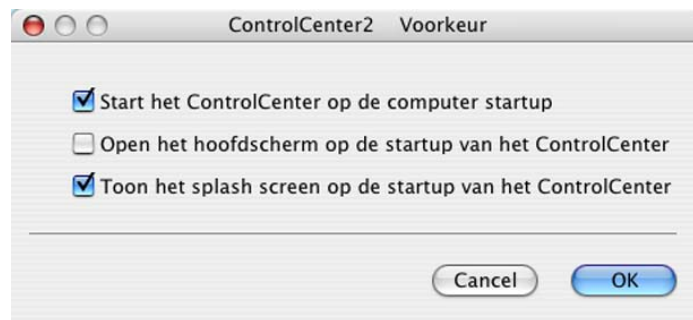 ControlCenter2 Voorkeur
Start het ControlCenter op de computer startup
Open het hoofdscherm op de startup van het ControlCenter
Toon het splash screen op de startup van het ControlCenter
Cancel OK